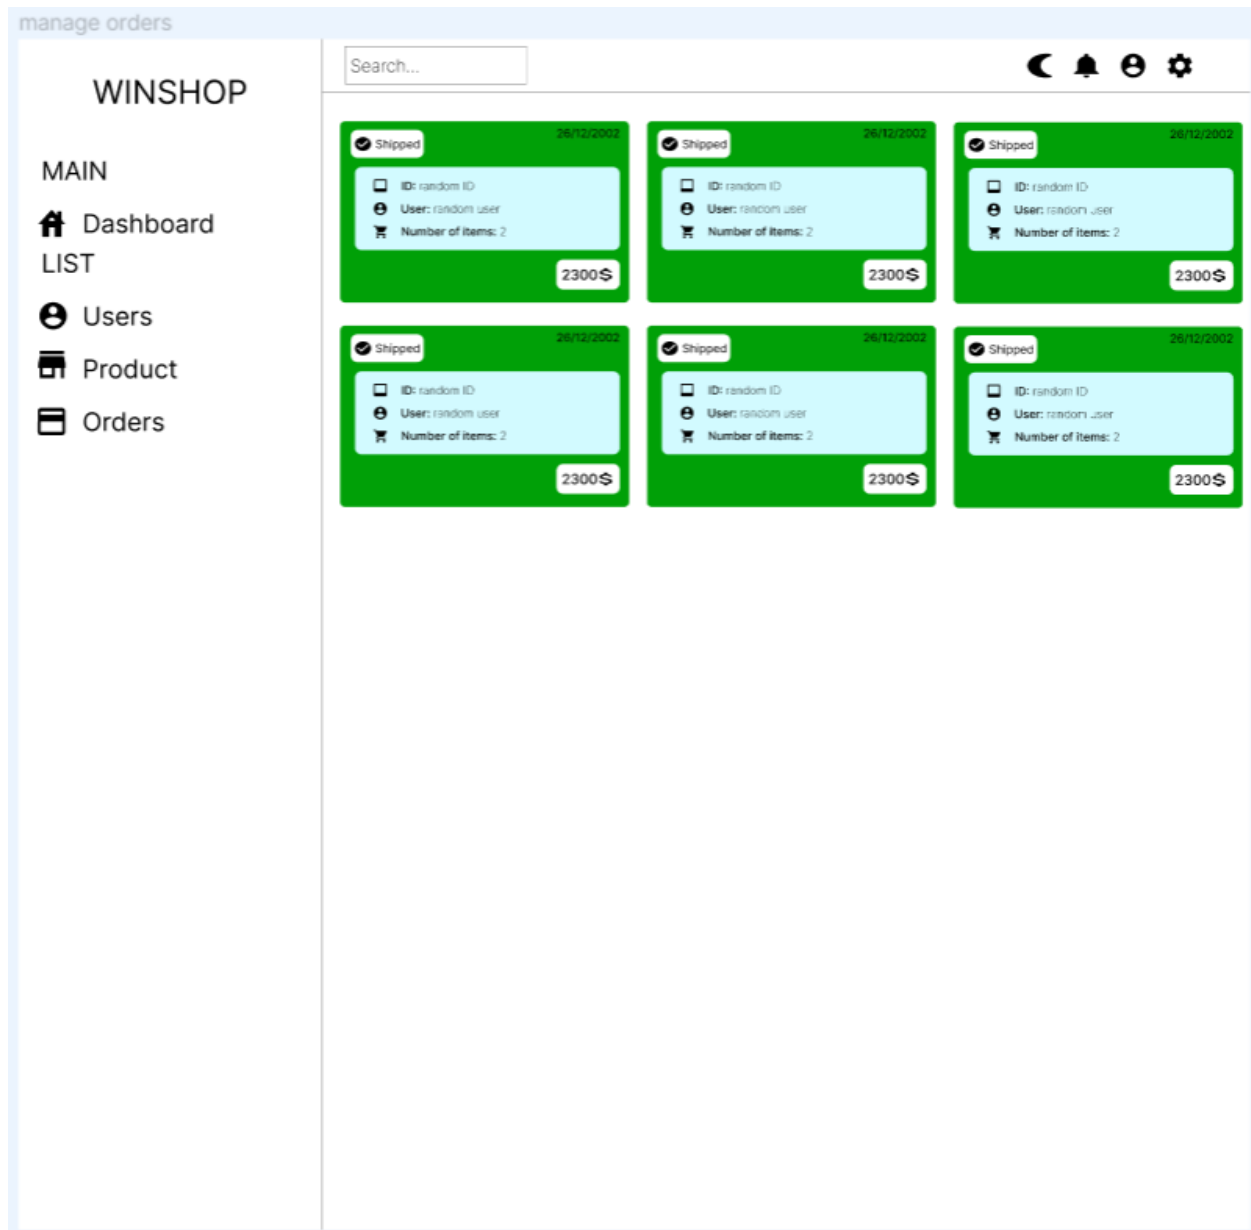 manage orders
WINSHOP
MAIN
Dashboard
LIST
Users
Product
Orders
Search...
Shipped
26/12/2002
ID: random ID
User: random user
Number of items: 2
2300$
Shipped
26/12/2002
ID: random ID
User: random user
Number of items: 2
2300$
Shipped
26/12/2002
ID: random ID
User: random user
Number of items: 2
2300$
Shipped
26/12/2002
ID: random ID
User: random user
Number of items: 2
2300$
Shipped
26/12/2002
ID: random ID
User: random user
Number of items: 2
2300$
Shipped
26/12/2002
ID: random ID
User: random user
Number of items: 2
2300$